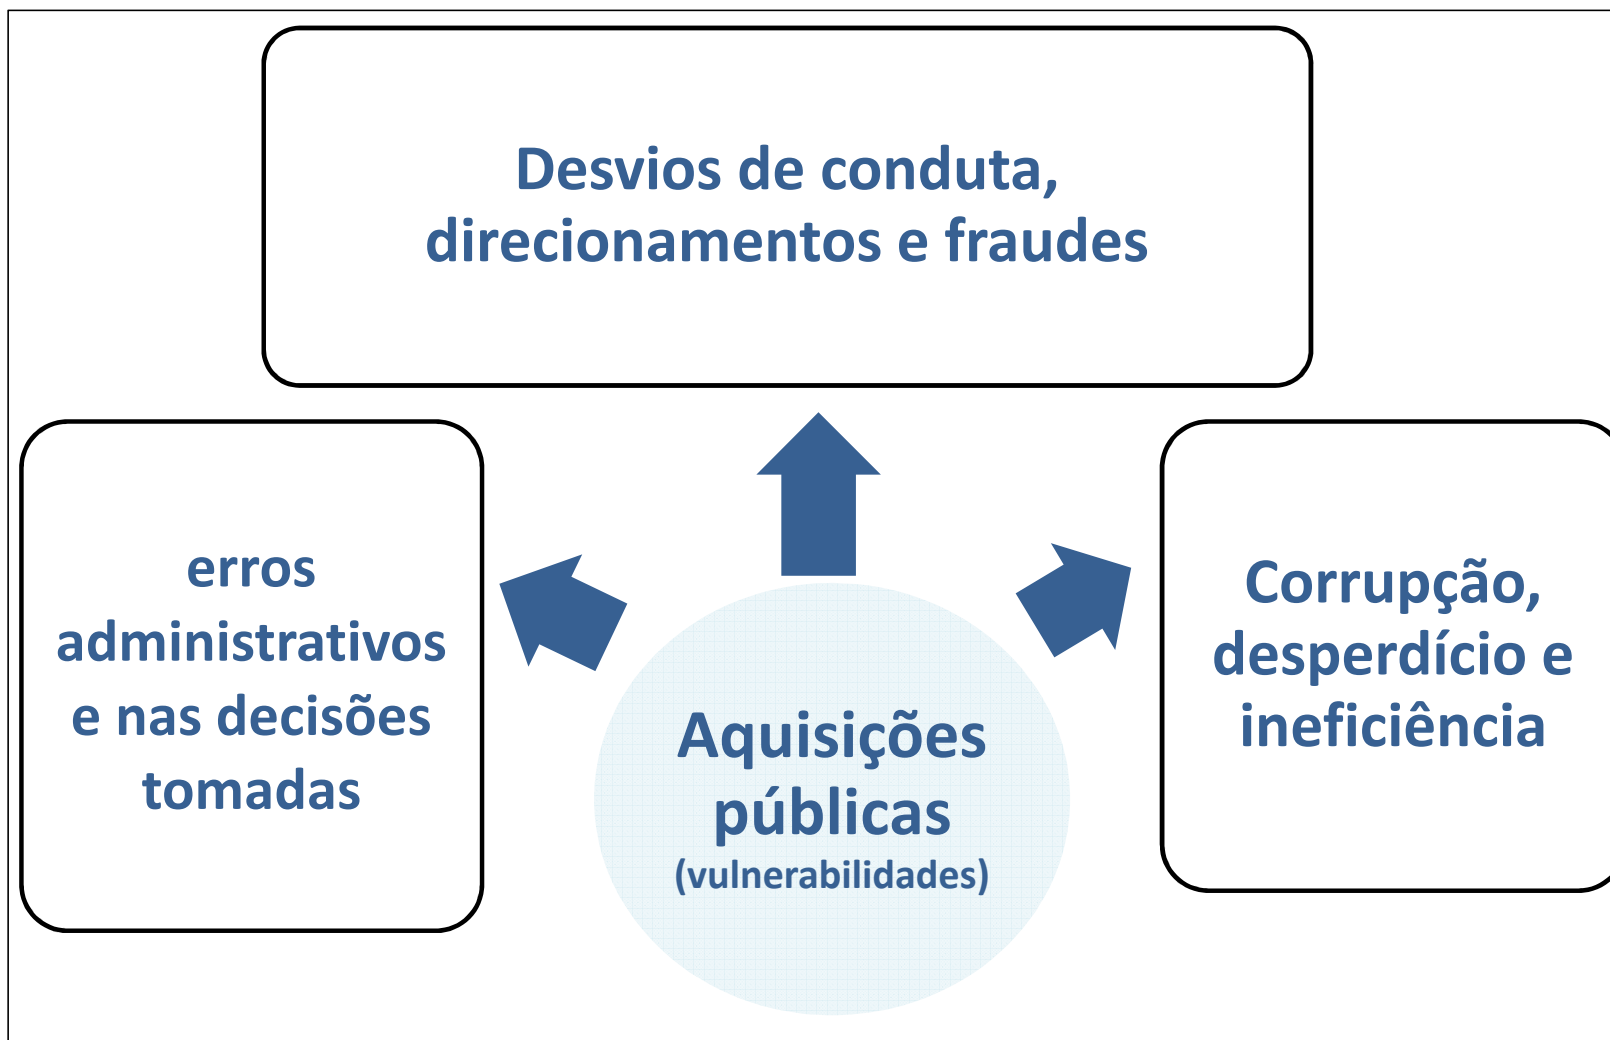 Desvios de conduta,
direcionamentos e fraudes
erros
administrativos
e nas decisões
tomadas
Corrupção,
desperdício e
ineficiência
Aquisições
públicas
(vulnerabilidades)